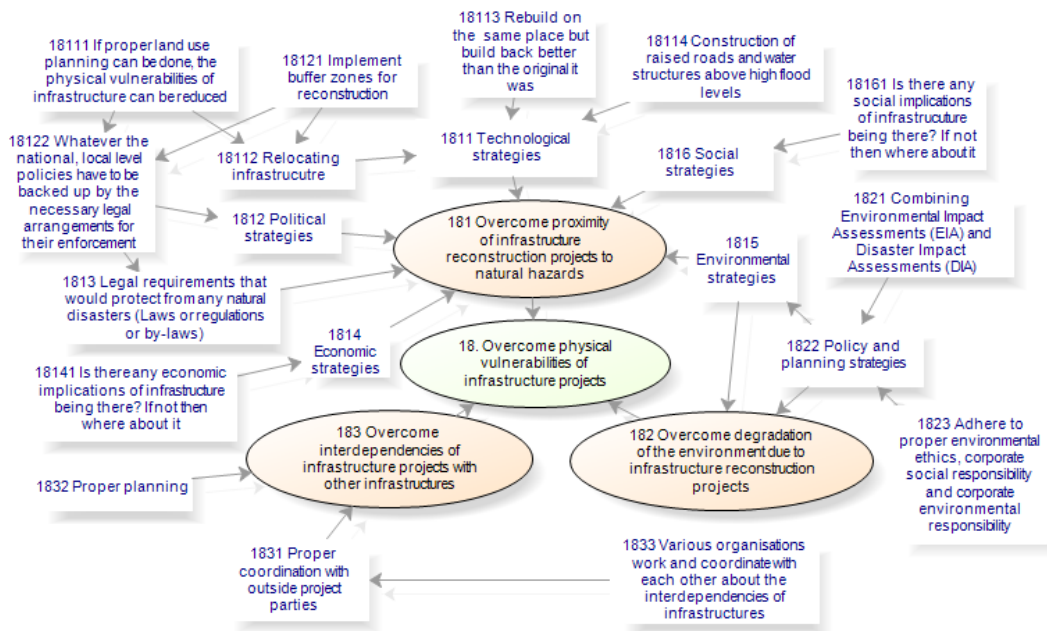 18111 If proper land use
planning can be done, the
physical vulnerabilities of
infrastructure can be reduced
18121 Implement
buffer zones for
reconstruction
18113 Rebuild on
the same place but
build back better
than the original it
was
18114 Construction of
raised roads and water
structures above high flood
levels
18161 Is there any
social implications
of infrastrucuture
being there? If not
then where about it
18122 Whatever the
national, local level
policies have to be
backed up by the
necessary legal
arrangements for
their enforcement
18112 Relocating
infrastrucutre
1811 Technological
strategies
1816 Social
strategies
1821 Combining
Environmental Impact
Assessments (EIA) and
Disaster Impact
Assessments (DIA)
1812 Political
strategies
181 Overcome proximity
of infrastructure
reconstruction projects to
natural hazards
1815
Environmental
strategies
1813 Legal requirements that
would protect from any natural
disasters (Laws or regulations
or by-laws)
1814
Economic
strategies
18. Overcome physical
vulnerabilities of
infrastructure projects
1822 Policy and
planning strategies
18141 Is there any economic
implications of infrastructure
being there? If not then
where about it
183 Overcome
interdependencies of
infrastructure projects with
other infrastructures
182 Overcome degradation
of the environment due to
infrastructure reconstruction
projects
1823 Adhere to
proper environmental
ethics, corporate
social responsibility
and corporate
environmental
responsibility
1832 Proper planning
1831 Proper
coordination with
outside project
parties
1833 Various organisations
work and coordinate with
each other about the
interdependencies of
infrastructures